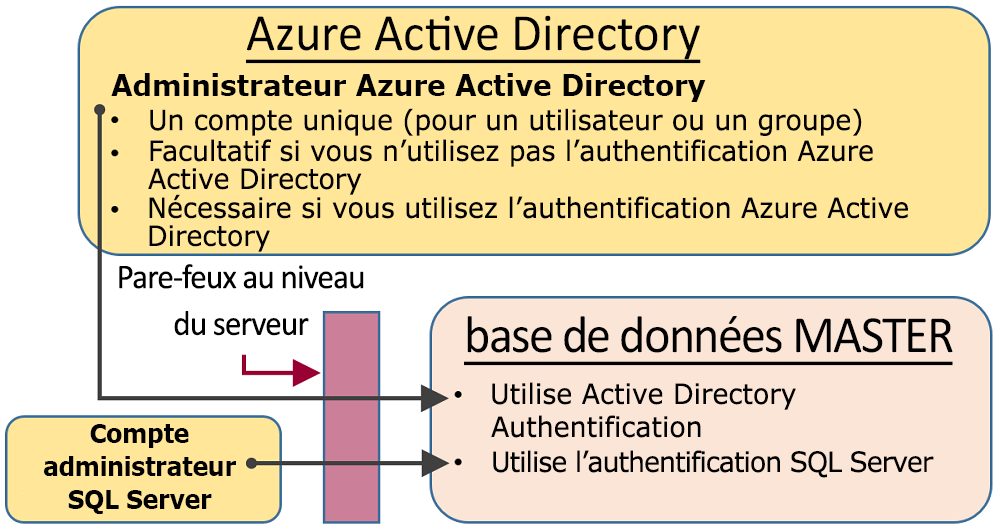 Azure Active Directory
Administrateur Azure Active Directory
• Un compte unique (pour un utilisateur ou un groupe)
• Facultatif si vous n’utilisez pas l’authentification Azure
Active Directory
• Nécessaire si vous utilisez l’authentification Azure Active
Directory
Pare-feux au niveau
du serveur
base de données MASTER
• Utilise Active Directory
Authentification
• Utilise l’authentification SQL Server
Compte
administrateur
SQL Server